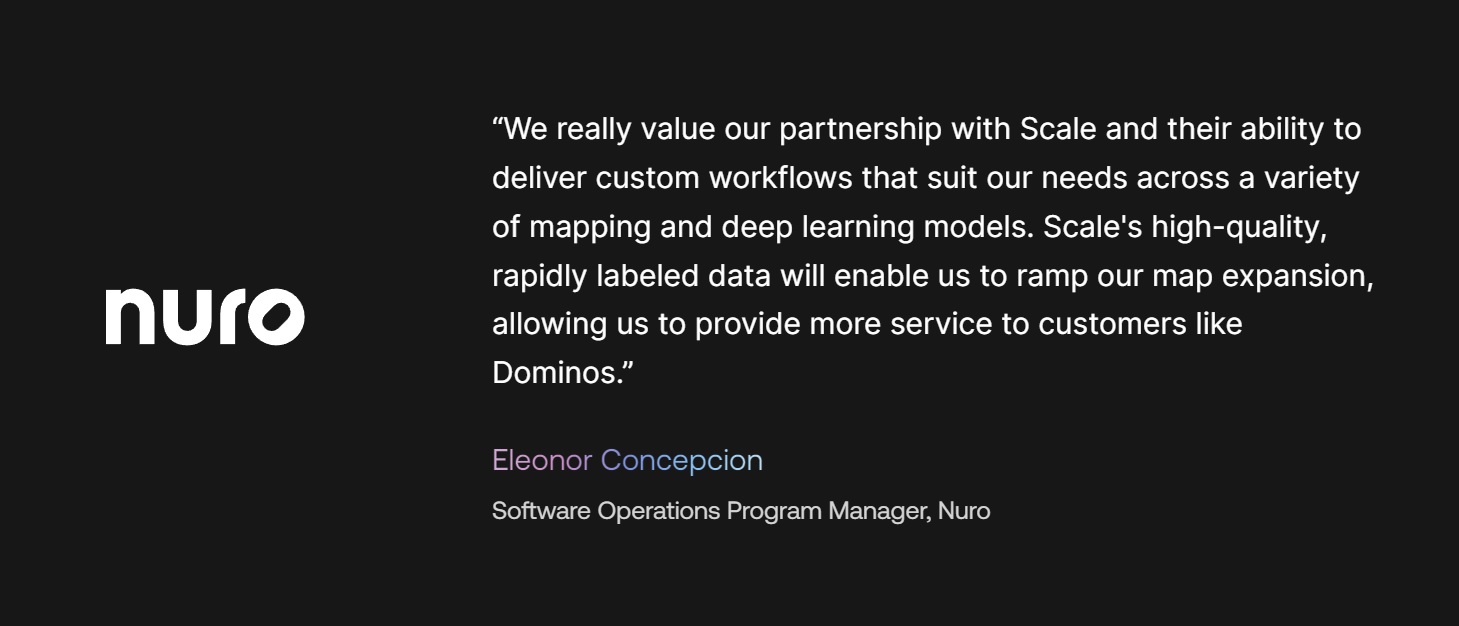 nuro
“We really value our partnership with Scale and their ability to
deliver custom workflows that suit our needs across a variety
of mapping and deep learning models. Scale's high-quality,
rapidly labeled data will enable us to ramp our map expansion,
allowing us to provide more service to customers like
Dominos.”
Eleonor Concepcion
Software Operations Program Manager, Nuro